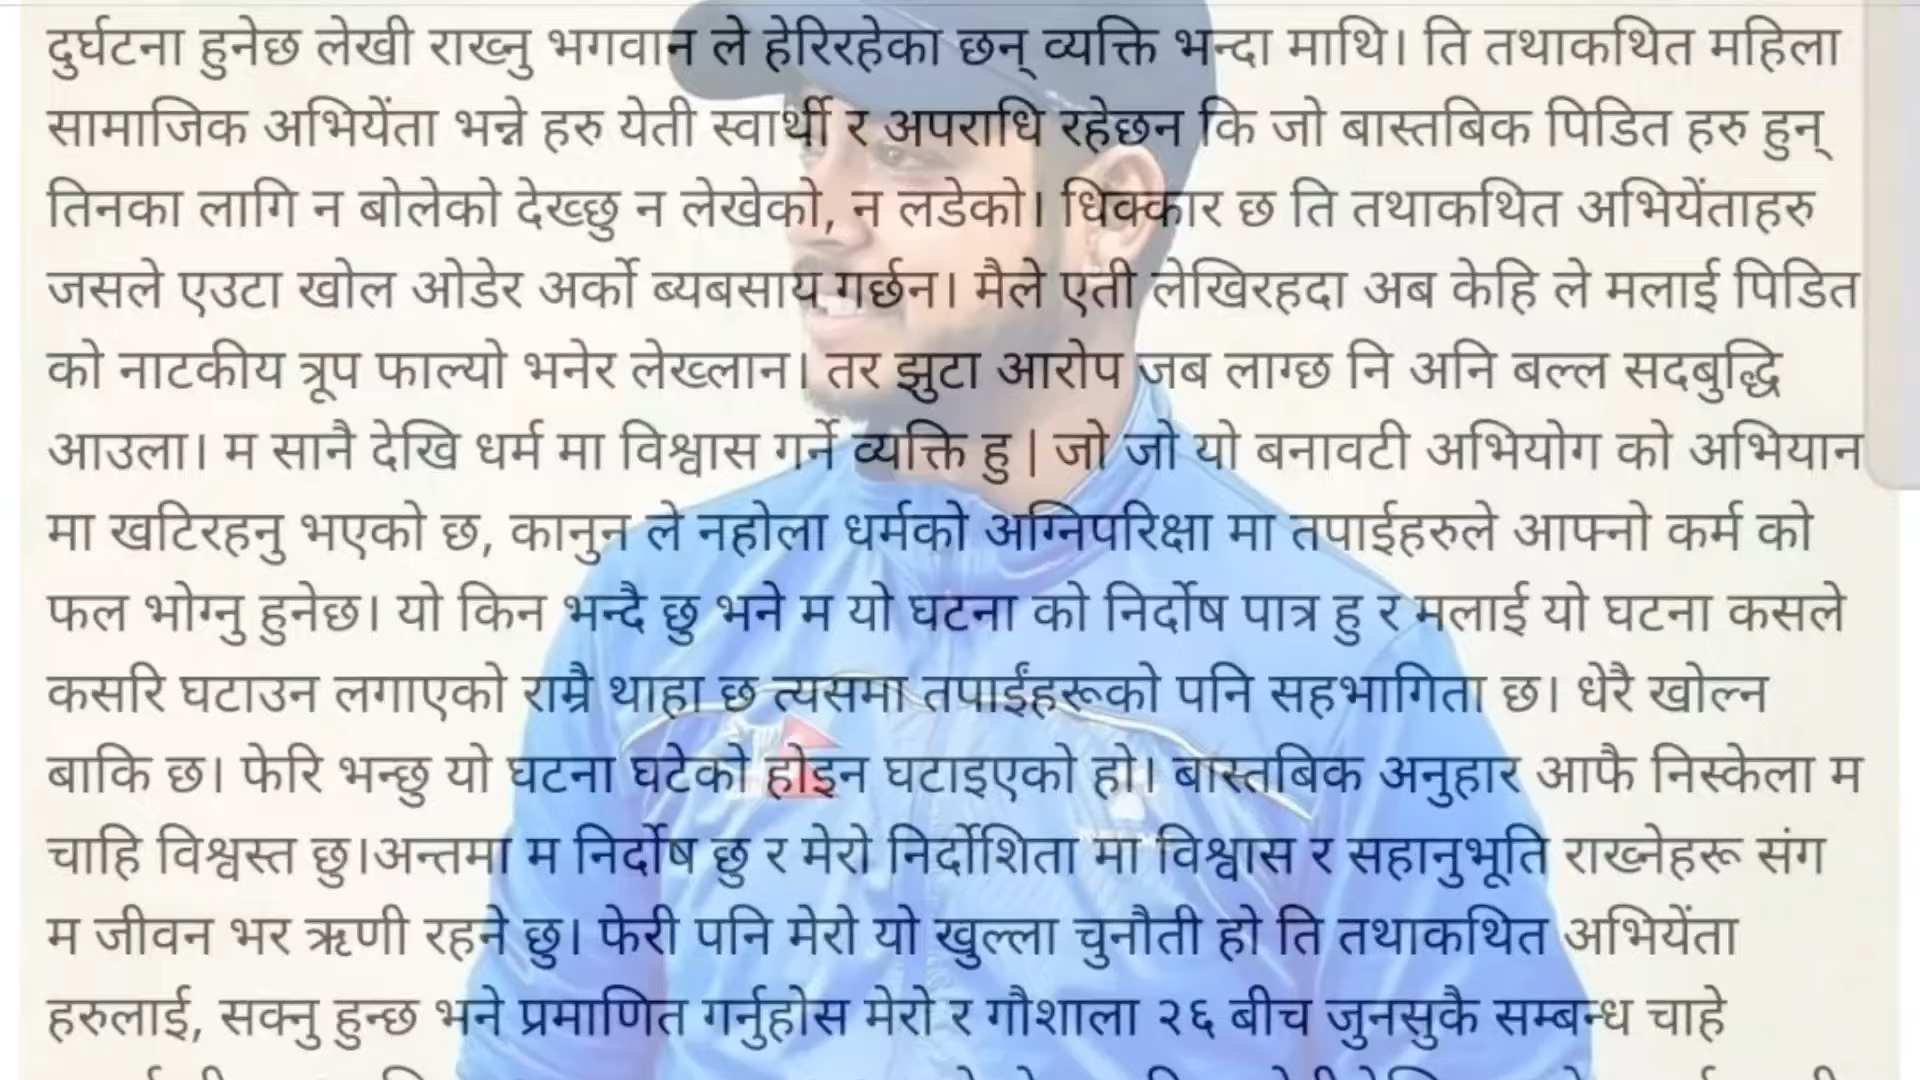 दुर्घटना हुनेछ लेखी राख्नु भगवान ले हेरिरहेका छन् व्यक्ति भन्दा माथि। ति तथाकथित महिला
सामाजिक अभियेंता भन्ने हरु येती स्वार्थी र अपराधि रहेछन कि जो बास्तबिक पिडित हरु हुन्
तिनका लागि न बोलेको देख्छु न लेखेको, न लडेको। धिक्कार छ ति तथाकथित अभियेंताहरु
जसले एउटा खोल ओडेर अर्को ब्यबसाय गर्छन। मैले एती लेखिरहदा अब केहि ले मलाई पिडित
को नाटकीय त्रूप फाल्यो भनेर लेख्लान। तर झुटा आरोप जब लाग्छ नि अनि बल्ल सदबुद्धि
आउला। म सानै देखि धर्म मा विश्वास गर्ने व्यक्ति हु | जो जो यो बनावटी अभियोग को अभियान
मा खटिरहनु भएको छ, कानुन ले नहोला धर्मको अग्निपरिक्षा मा तपाईहरुले आफ्नो कर्म को
फल भोग्नु हुनेछ। यो किन भन्दै छु भने म यो घटना को निर्दोष पात्र हु र मलाई यो घटना कसले
कसरि घटाउन लगाएको राम्रै थाहा छ त्यसमा तपाईंहरूको पनि सहभागिता छ। धेरै खोल्न
बाकि छ। फेरि भन्छु यो घटना घटेको होइन घटाइएको हो। बास्तबिक अनुहार आफै निस्केला म
चाहि विश्वस्त छु।अन्तमा म निर्दोष छु र मेरो निर्दोशिता मा विश्वास र सहानुभूति राख्नेहरू संग
म जीवन भर ऋणी रहने छु। फेरी पनि मेरो यो खुल्ला चुनौती हो ति तथाकथित अभियेंता
हरुलाई, सक्नु हुन्छ भने प्रमाणित गर्नुहोस मेरो र गौशाला २६ बीच जुनसुकै सम्बन्ध चाहे